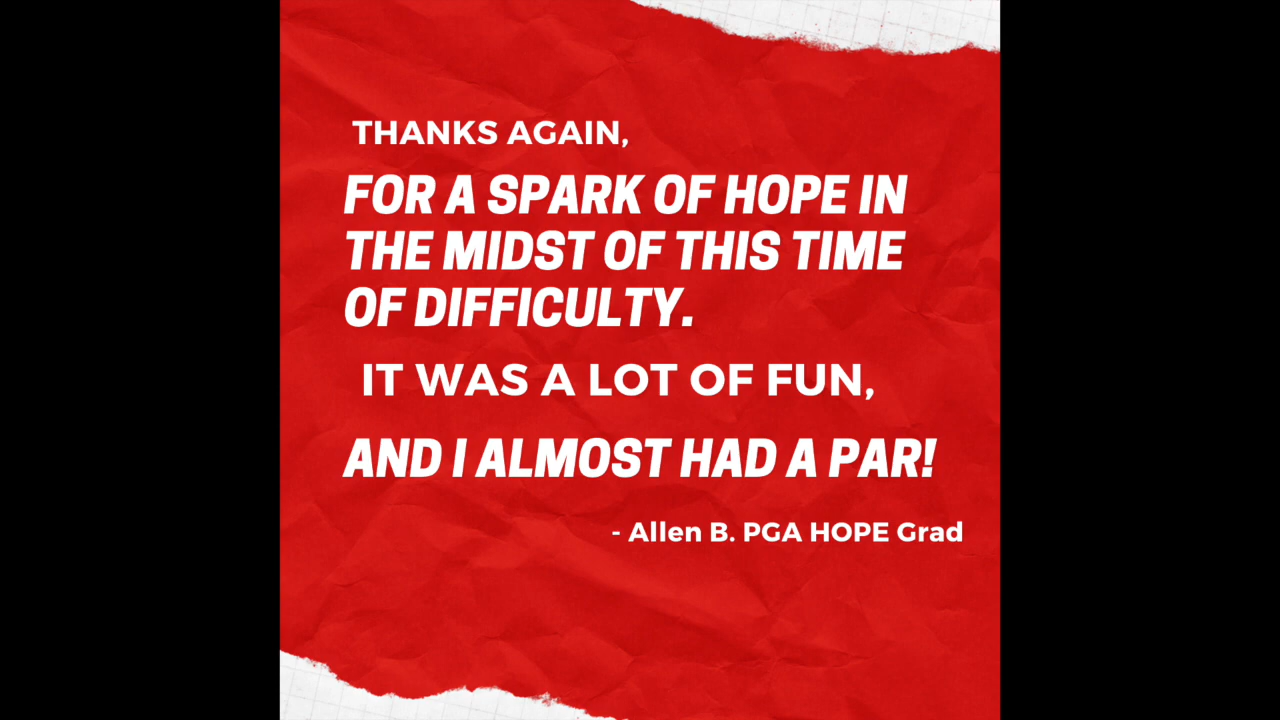 THANKS AGAIN,
FOR A SPARK OF HOPE IN
THE MIDST OF THIS TIME
OF DIFFICULTY.
IT WAS A LOT OF FUN,
AND I ALMOST HAD A PAR!
- Allen B. PGA HOPE Grad